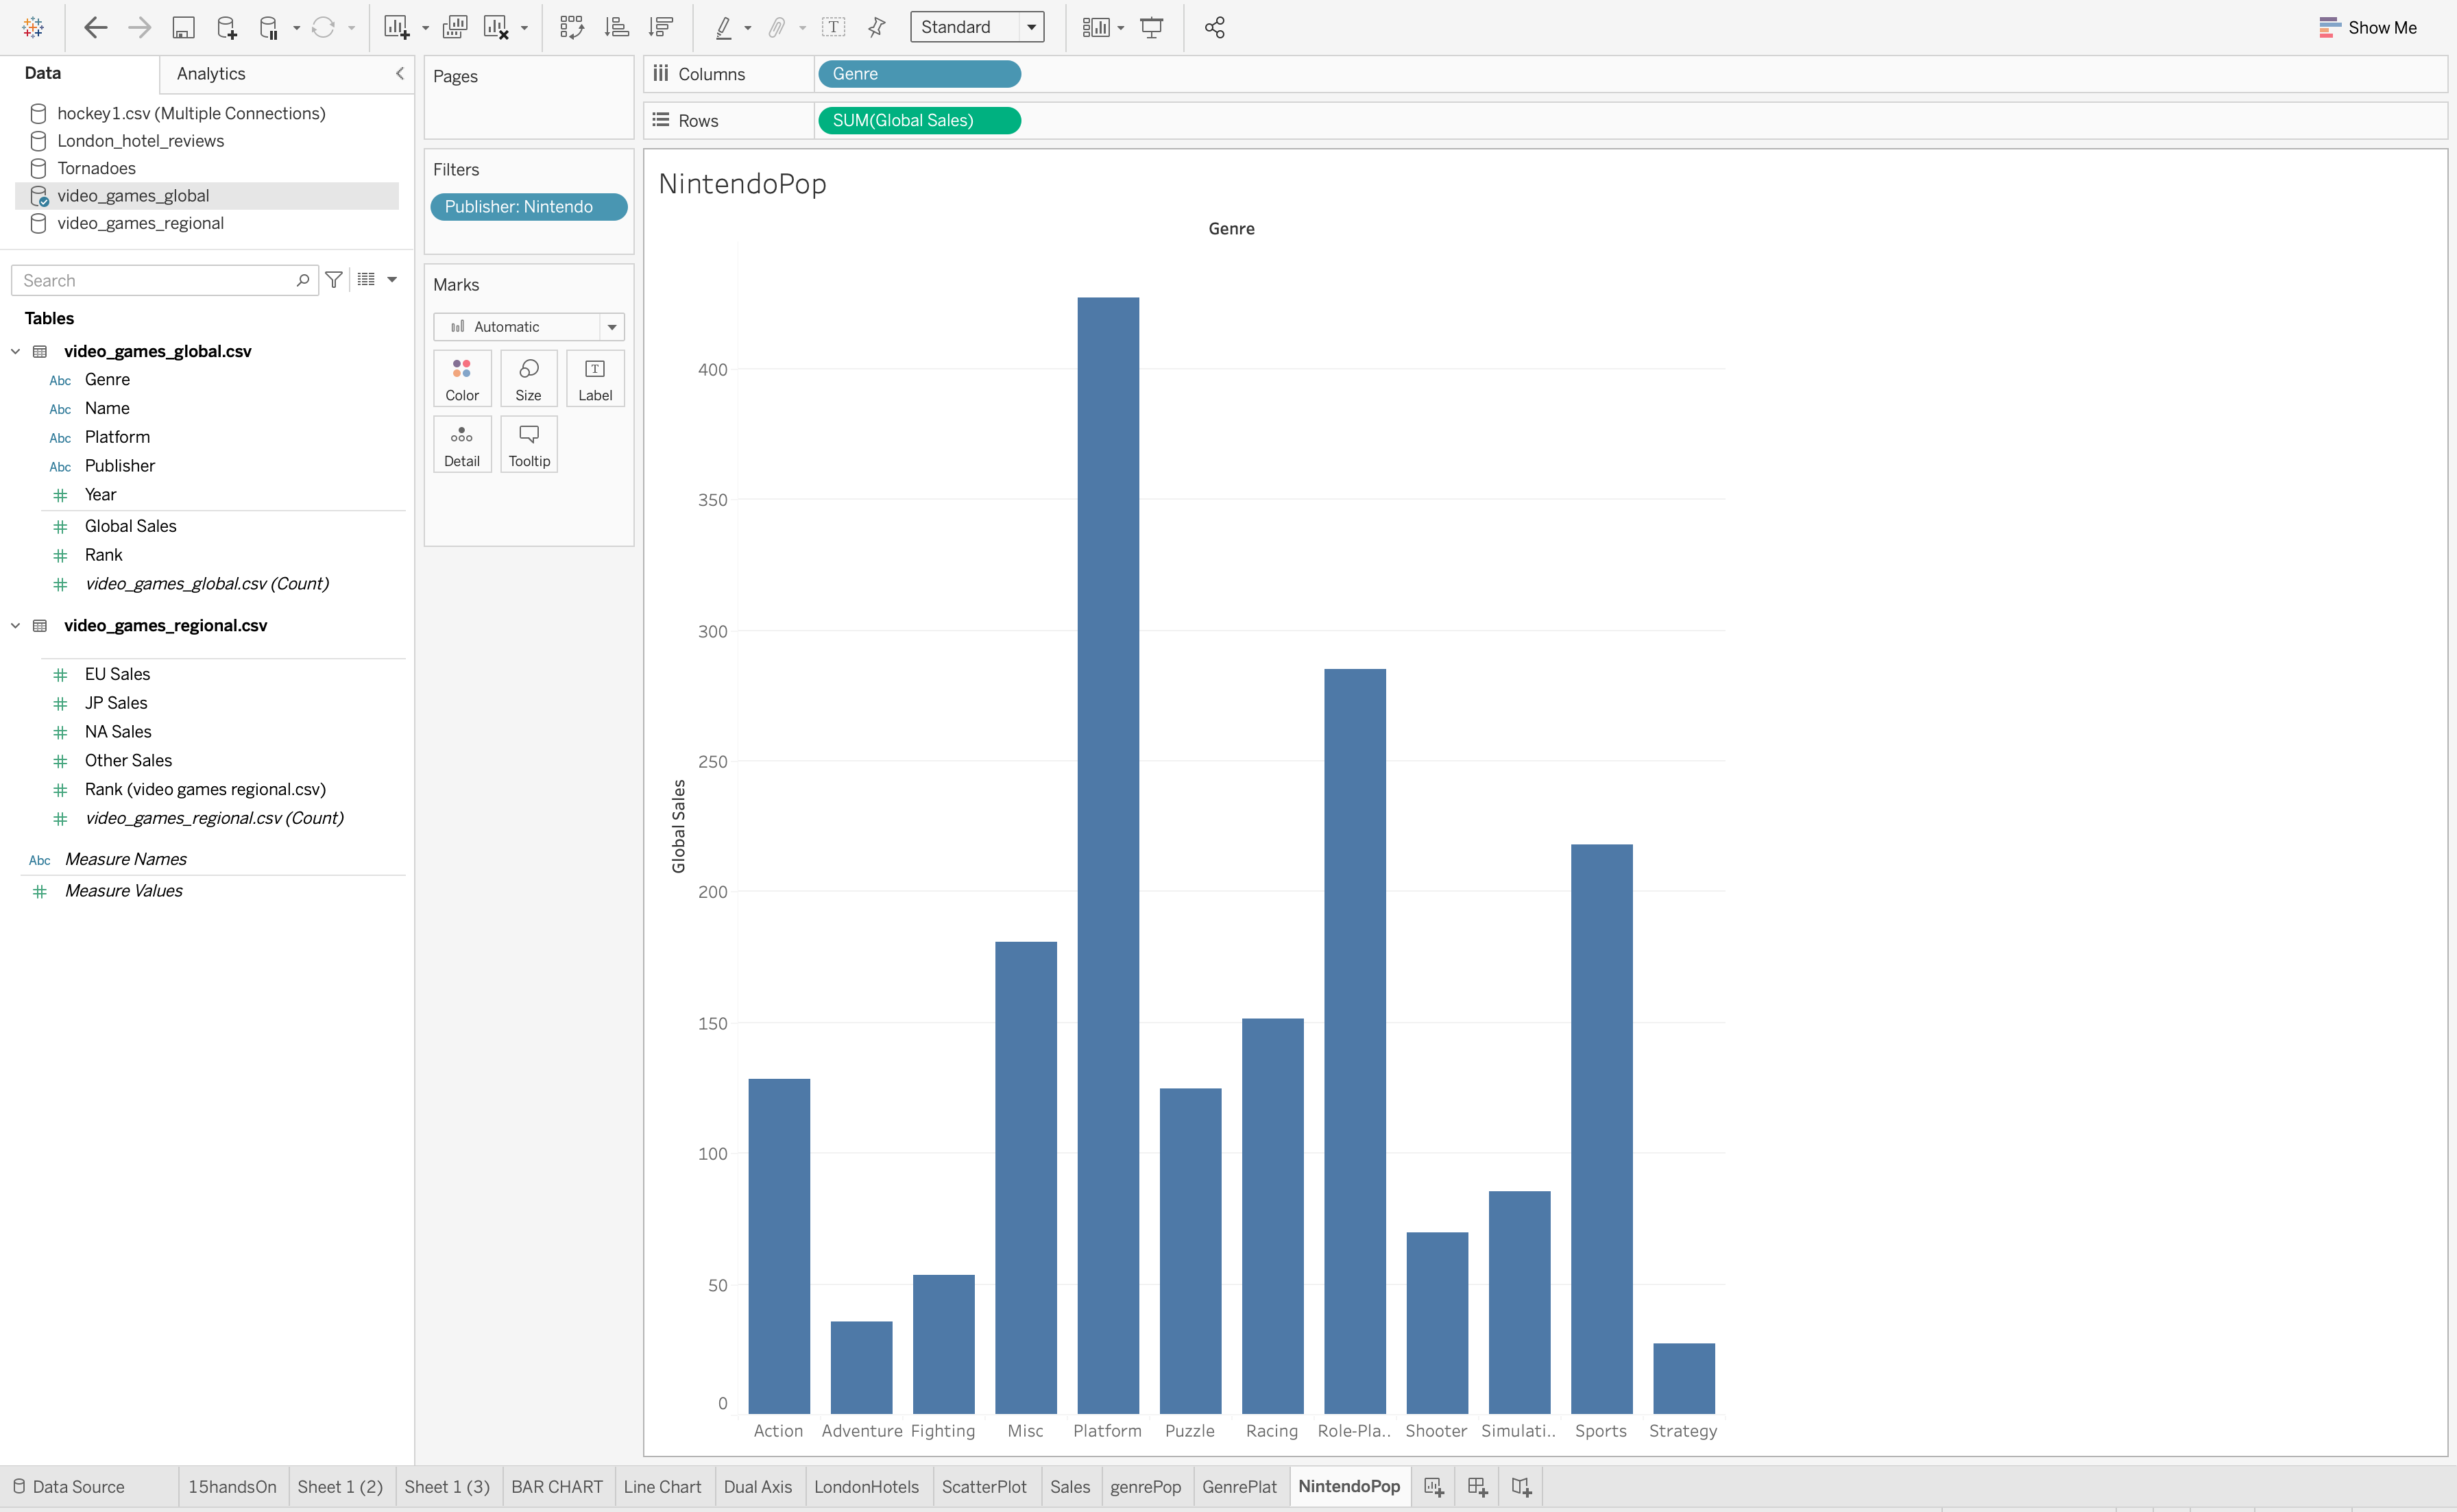 Standard
Show Me
Data
Analytics
hockey1.csv (Multiple Connections)
London_hotel_reviews
Tornadoes
video_games_global
video_games_regional
Search
Tables
video_games_global.csv
Abc Genre
Abc Name
Abc Platform
Abc Publisher
Year
Global Sales
Rank
video_games_global.csv (Count)
video_games_regional.csv
EU Sales
JP Sales
NA Sales
Other Sales
Rank (video games regional.csv)
video_games_regional.csv (Count)
Abc Measure Names
Measure Values
Pages
Filters
Publisher: Nintendo
Marks
Automatic
Color Size T Label
Detail Tooltip
Columns Genre
Rows SUM(Global Sales)
NintendoPop
Genre
Global Sales
400
350
300
250
200
150
100
50
0
Action Adventure Fighting Misc Platform Puzzle Racing Role-Pla.. Shooter Simulati.. Sports Strategy
Data Source 15handsOn Sheet 1 (2) Sheet 1 (3) BAR CHART Line Chart Dual Axis LondonHotels ScatterPlot Sales genrePop GenrePlat NintendoPop